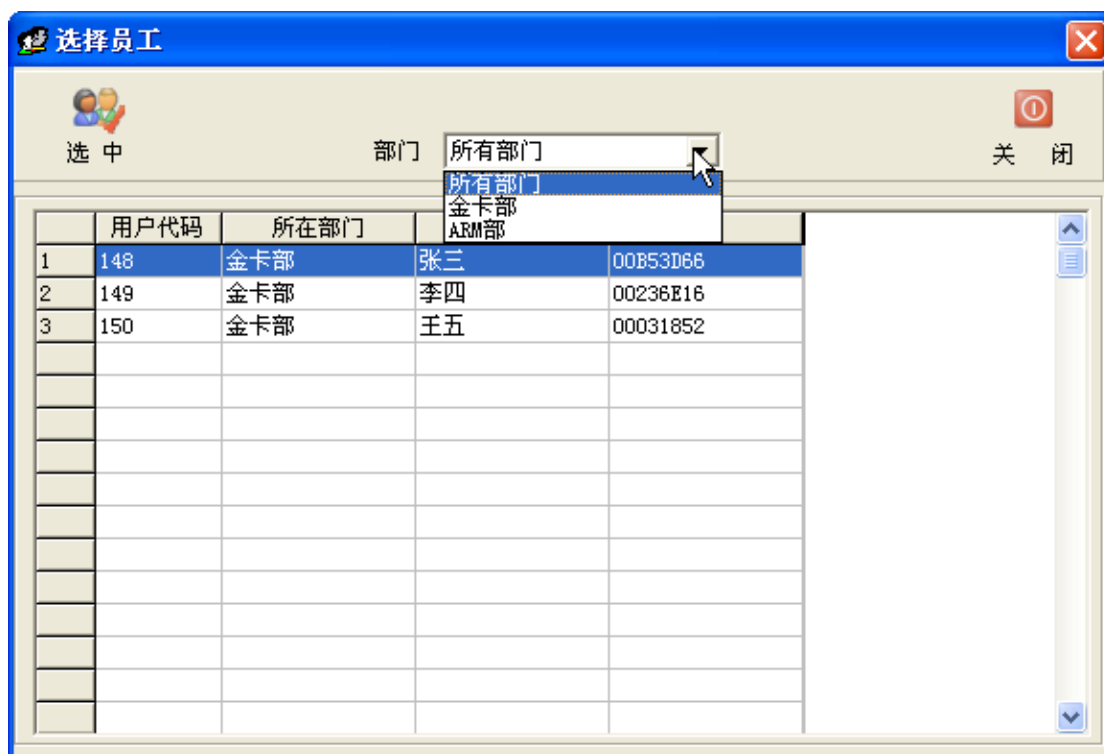 选择员工
选 中
部门
所有部门
关 闭
所有部门
金卡部
ARM部
用户代码 所在部门
1 148 金卡部 张三 00B53D66
2 149 金卡部 李四 00236E16
3 150 金卡部 王五 00031852